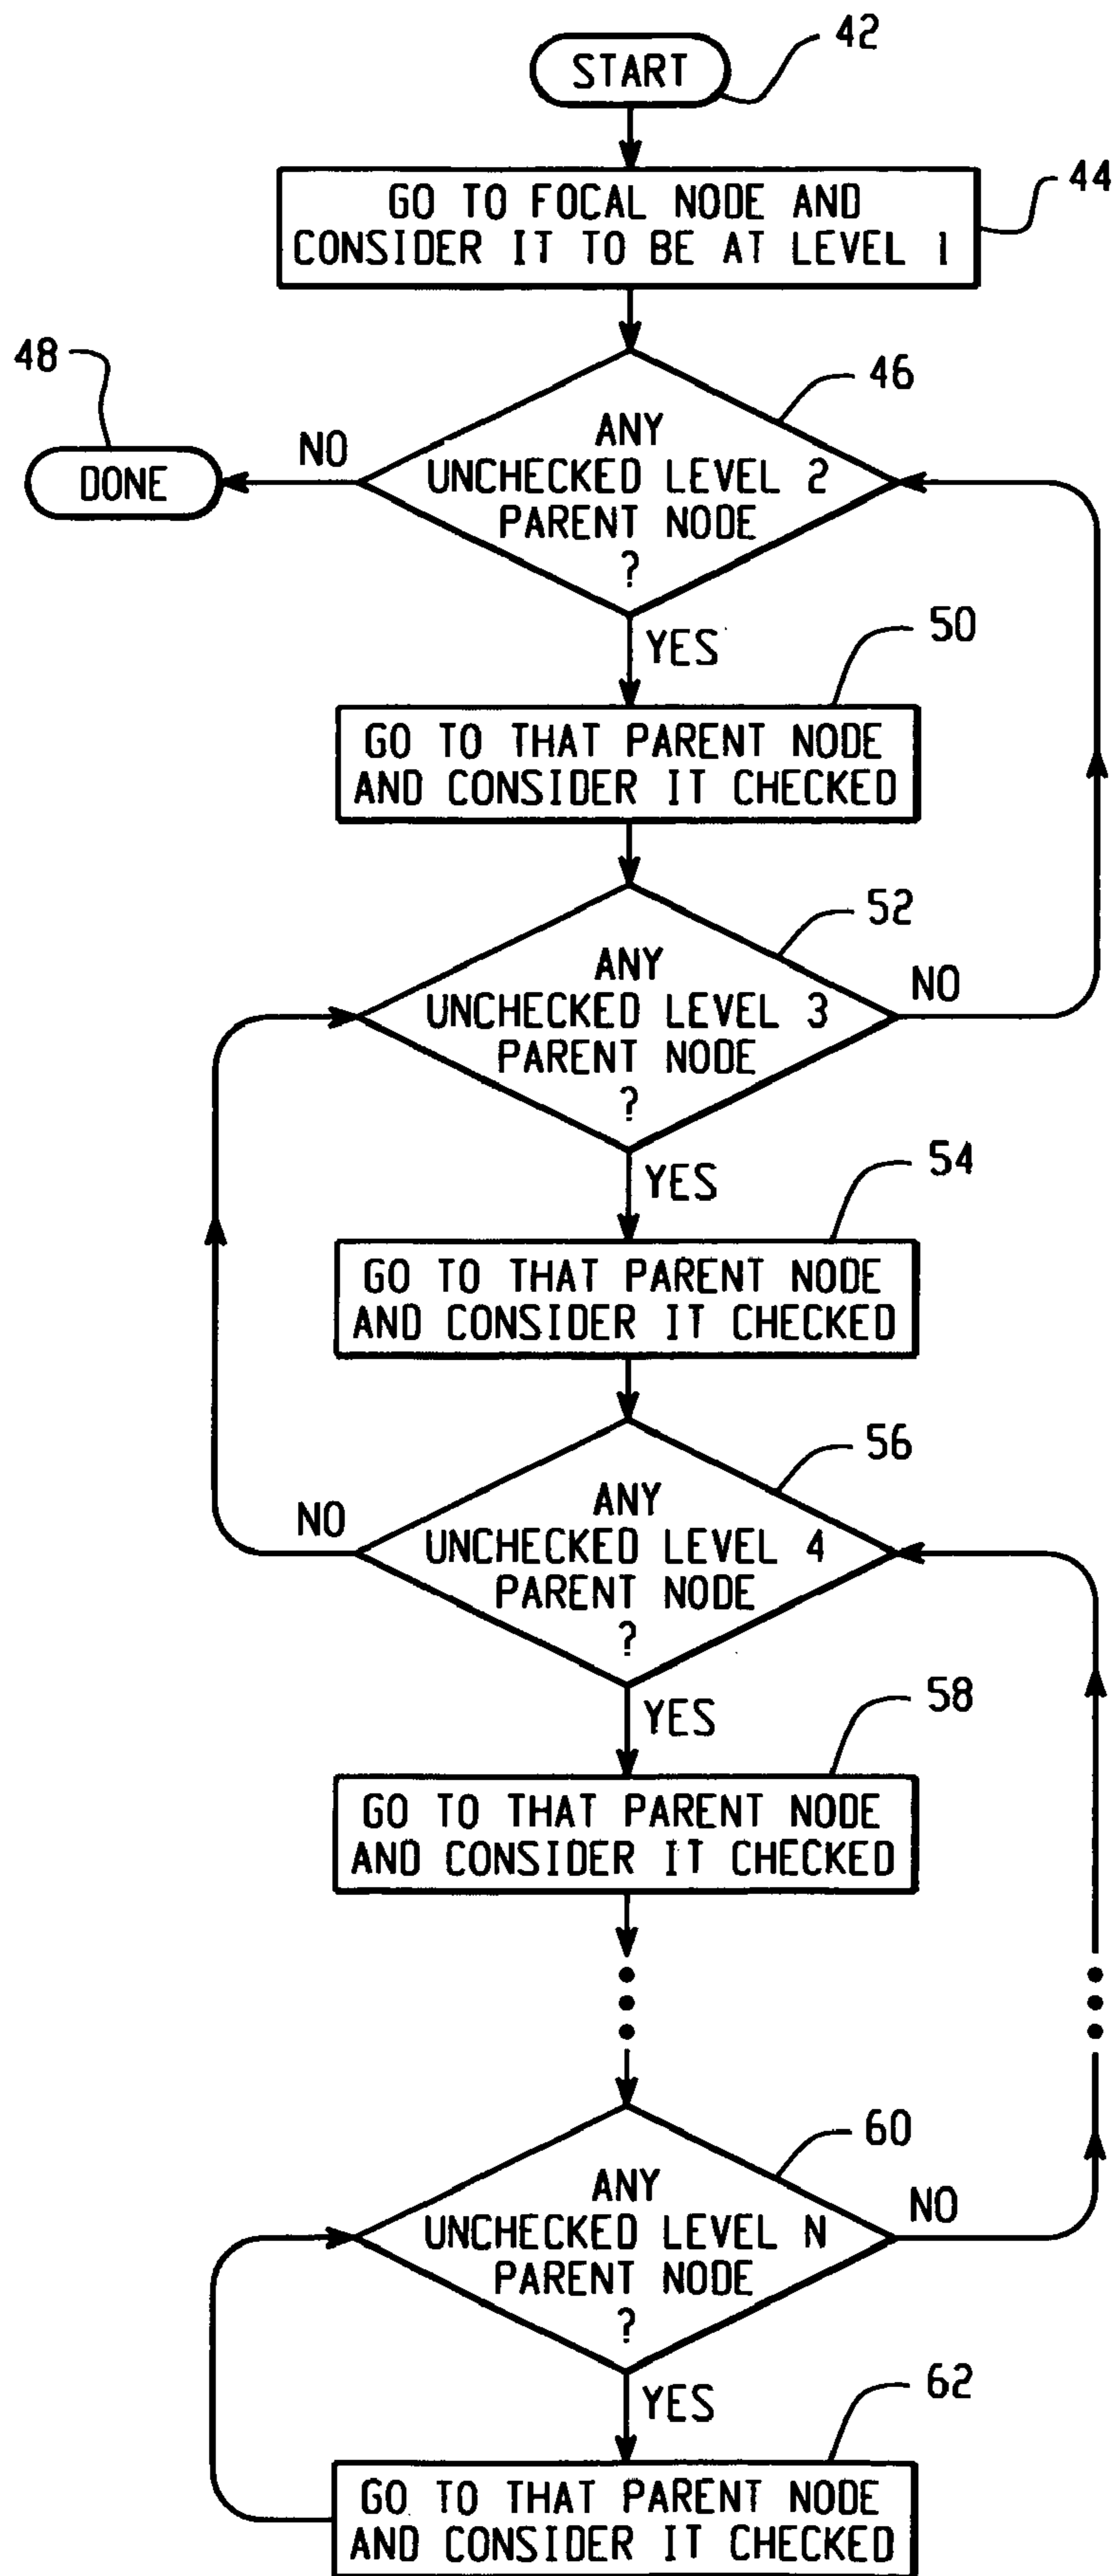 START
42
GO TO FOCAL NODE AND
CONSIDER IT TO BE AT LEVEL 1
44
48
DONE
NO
46
ANY
UNCHECKED LEVEL 2
PARENT NODE
?
YES
50
GO TO THAT PARENT NODE
AND CONSIDER IT CHECKED
52
ANY
UNCHECKED LEVEL 3
PARENT NODE
?
NO
YES
54
GO TO THAT PARENT NODE
AND CONSIDER IT CHECKED
56
ANY
UNCHECKED LEVEL 4
PARENT NODE
?
NO
YES
58
GO TO THAT PARENT NODE
AND CONSIDER IT CHECKED
60
ANY
UNCHECKED LEVEL N
PARENT NODE
?
NO
YES
62
GO TO THAT PARENT NODE
AND CONSIDER IT CHECKED